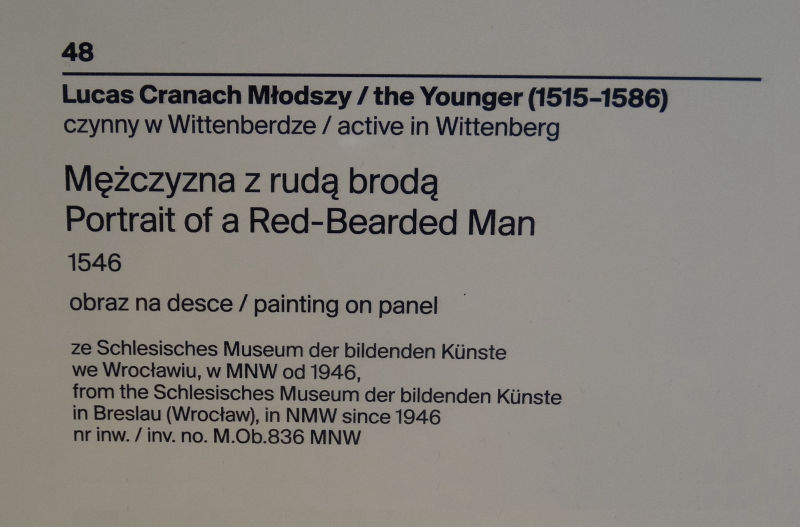 48
Lucas Cranach Młodszy / the Younger (1515–1586)
czynny w Wittenberdze / active in Wittenberg
Mężczyzna z rudą brodą
Portrait of a Red-Bearded Man
1546
obraz na desce / painting on panel
ze Schlesisches Museum der bildenden Künste
we Wrocławiu, w MNW od 1946,
from the Schlesisches Museum der bildenden Künste
in Breslau (Wrocław), in NMW since 1946
nr inw. / inv. no. M.Ob.836 MNW